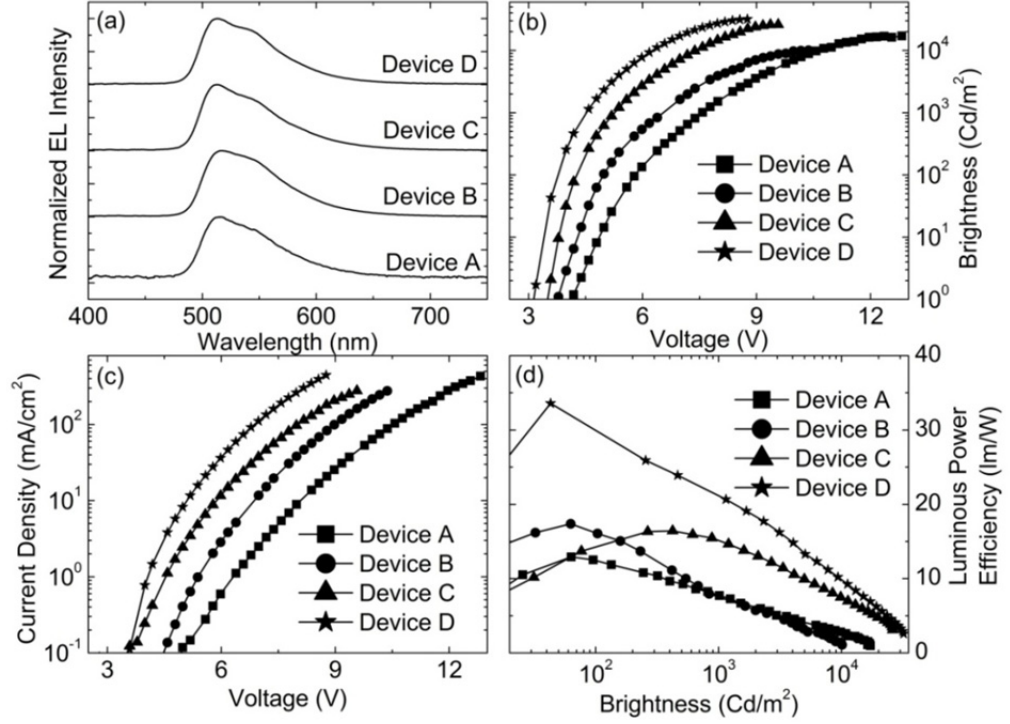 (a)
Normalized EL Intensity
Device D
Device C
Device B
Device A
400 500 600 700
Wavelength (nm)
(b)
Brightness (Cd/m²)
10⁴
10³
10²
10¹
10⁰
Device A
Device B
Device C
Device D
3 6 9 12
Voltage (V)
(c)
Current Density (mA/cm²)
10²
10¹
10⁰
10⁻¹
Device A
Device B
Device C
Device D
3 6 9 12
Voltage (V)
(d)
Luminous Power
Efficiency (lm/W)
40
30
20
10
0
Device A
Device B
Device C
Device D
10² 10³ 10⁴
Brightness (Cd/m²)